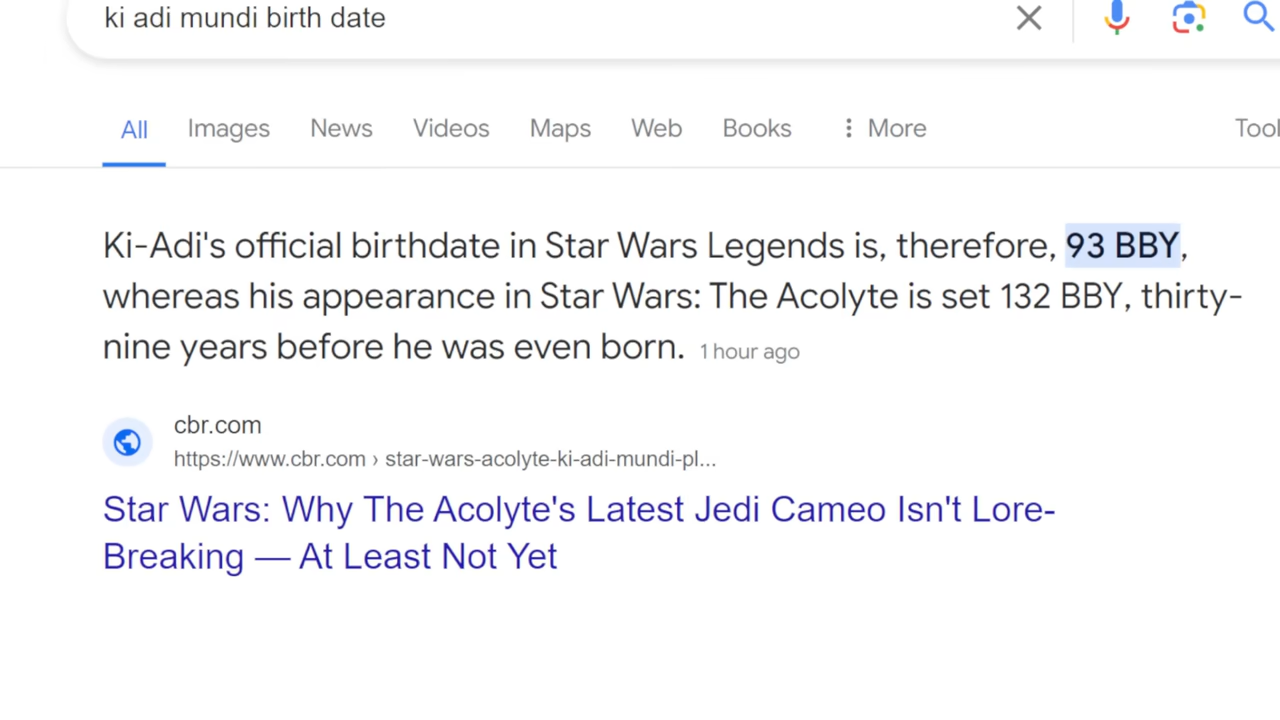 ki adi mundi birth date
All Images News Videos Maps Web Books More Tool
Ki-Adi's official birthdate in Star Wars Legends is, therefore, 93 BBY,
whereas his appearance in Star Wars: The Acolyte is set 132 BBY, thirty-
nine years before he was even born. 1 hour ago
cbr.com
https://www.cbr.com › star-wars-acolyte-ki-adi-mundi-pl...
Star Wars: Why The Acolyte's Latest Jedi Cameo Isn't Lore-
Breaking — At Least Not Yet